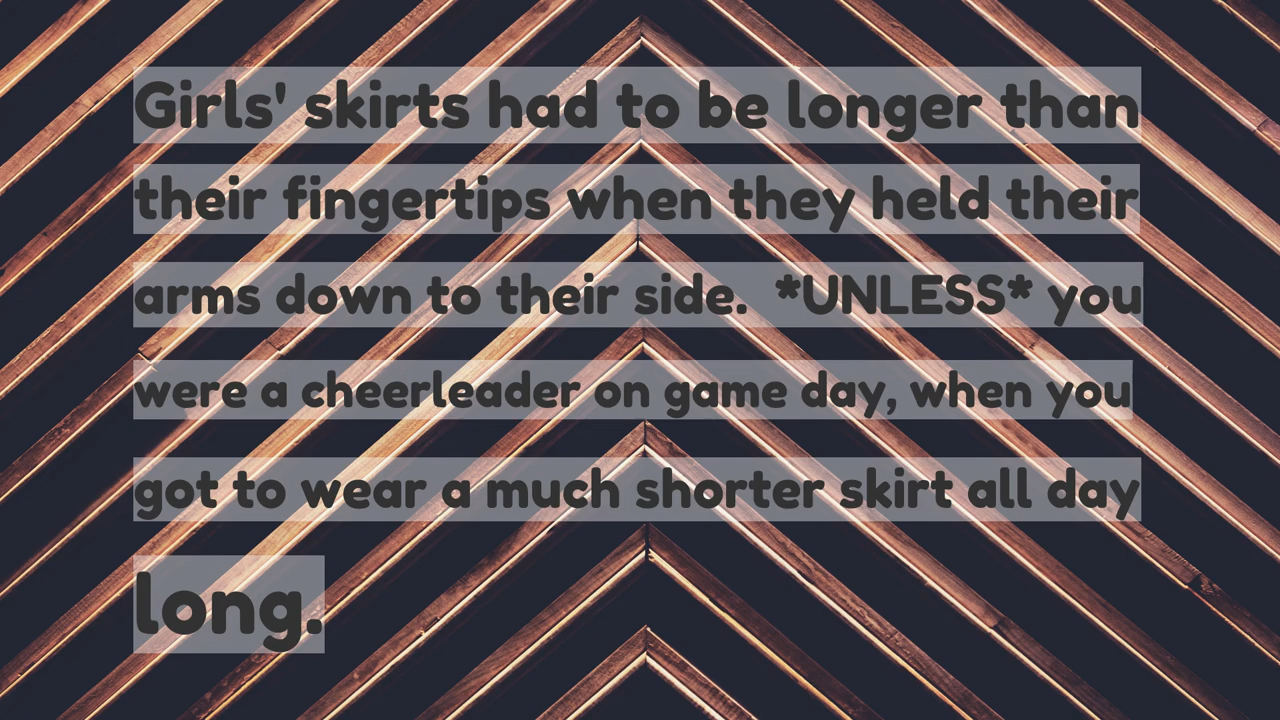 Girls' skirts had to be longer than
their fingertips when they held their
arms down to their side.  *UNLESS* you
were a cheerleader on game day, when you
got to wear a much shorter skirt all day
long.